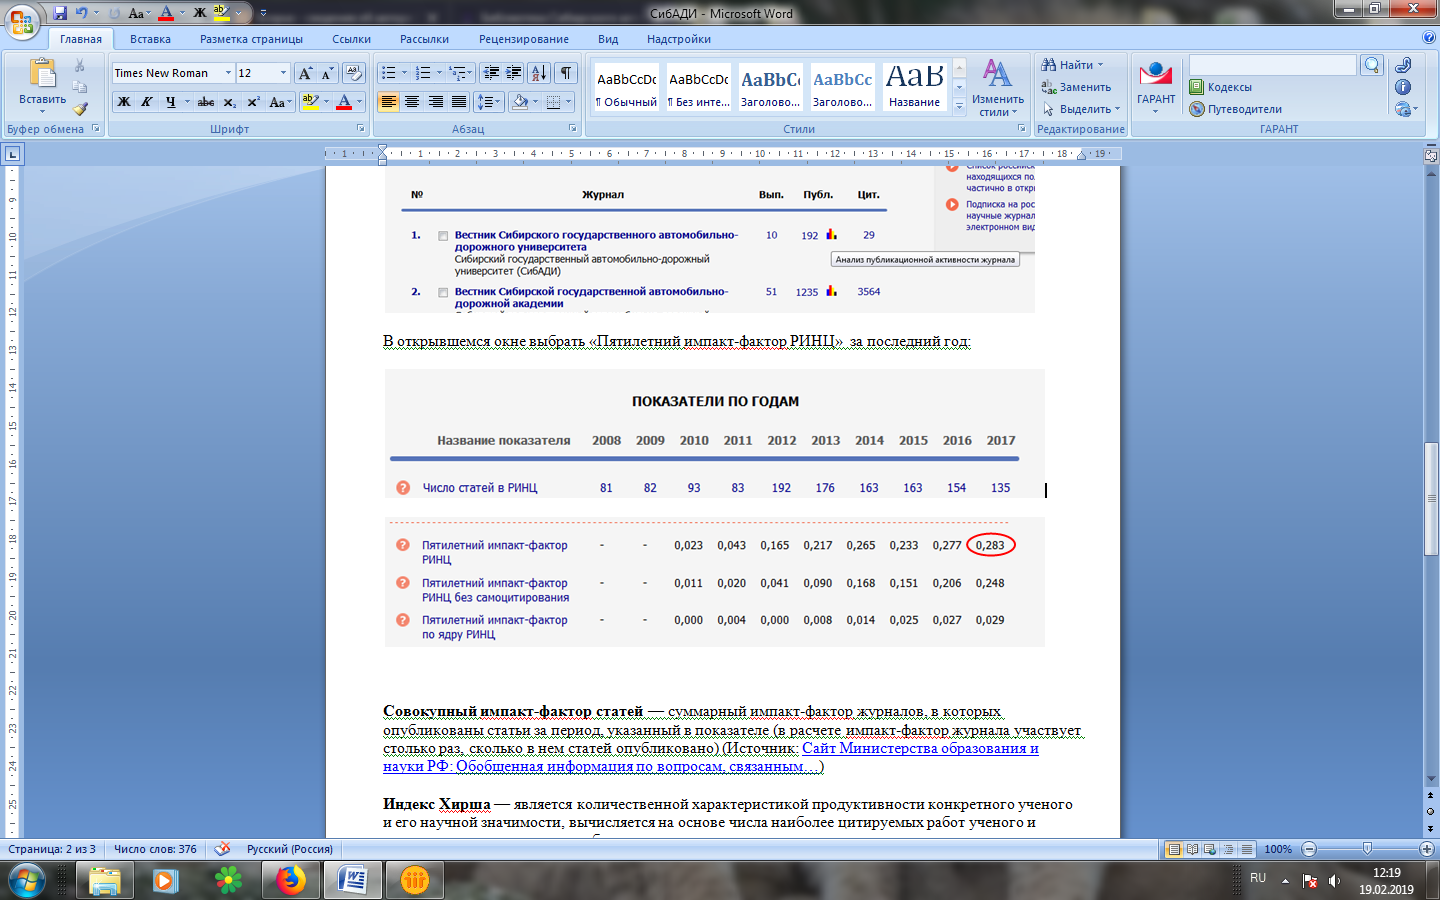 СибАДИ - Microsoft Word
Главная Вставка Разметка страницы Ссылки Рассылки Рецензирование Вид Надстройки
Вставить
Буфер обмена
Times New Roman 12
Ж К Ч abc x₂ x² Aa
Шрифт
Абзац
AaBbCcDc AaBbCcDc AaBbCc AaBbCc AaB
¶ Обычный ¶ Без инте... Заголово... Заголово... Название
Изменить стили
Стили
Найти
Заменить
Выделить
Редактирование
ГАРАНТ
Кодексы
Путеводители
ГАРАНТ
находящихся по
частично в откр
Подписка на рос
научные журнал
электронном вид
№ Журнал Вып. Публ. Цит.
1. Вестник Сибирского государственного автомобильно- 10 192 29
дорожного университета
Сибирский государственный автомобильно-дорожный
университет (СибАДИ)
Анализ публикационной активности журнала
2. Вестник Сибирской государственной автомобильно- 51 1235 3564
дорожной академии
В открывшемся окне выбрать «Пятилетний импакт-фактор РИНЦ» за последний год:
ПОКАЗАТЕЛИ ПО ГОДАМ
Название показателя 2008 2009 2010 2011 2012 2013 2014 2015 2016 2017
? Число статей в РИНЦ 81 82 93 83 192 176 163 163 154 135
? Пятилетний импакт-фактор - - 0,023 0,043 0,165 0,217 0,265 0,233 0,277 0,283
РИНЦ
? Пятилетний импакт-фактор - - 0,011 0,020 0,041 0,090 0,168 0,151 0,206 0,248
РИНЦ без самоцитирования
? Пятилетний импакт-фактор - - 0,000 0,004 0,000 0,008 0,014 0,025 0,027 0,029
по ядру РИНЦ
Совокупный импакт-фактор статей — суммарный импакт-фактор журналов, в которых
опубликованы статьи за период, указанный в показателе (в расчете импакт-фактор журнала участвует
столько раз, сколько в нем статей опубликовано) (Источник: Сайт Министерства образования и
науки РФ: Обобщенная информация по вопросам, связанным…)
Индекс Хирша — является количественной характеристикой продуктивности конкретного ученого
и его научной значимости, вычисляется на основе числа наиболее цитируемых работ ученого и
Страница: 2 из 3 Число слов: 376 Русский (Россия) 100%
RU 12:19
19.02.2019